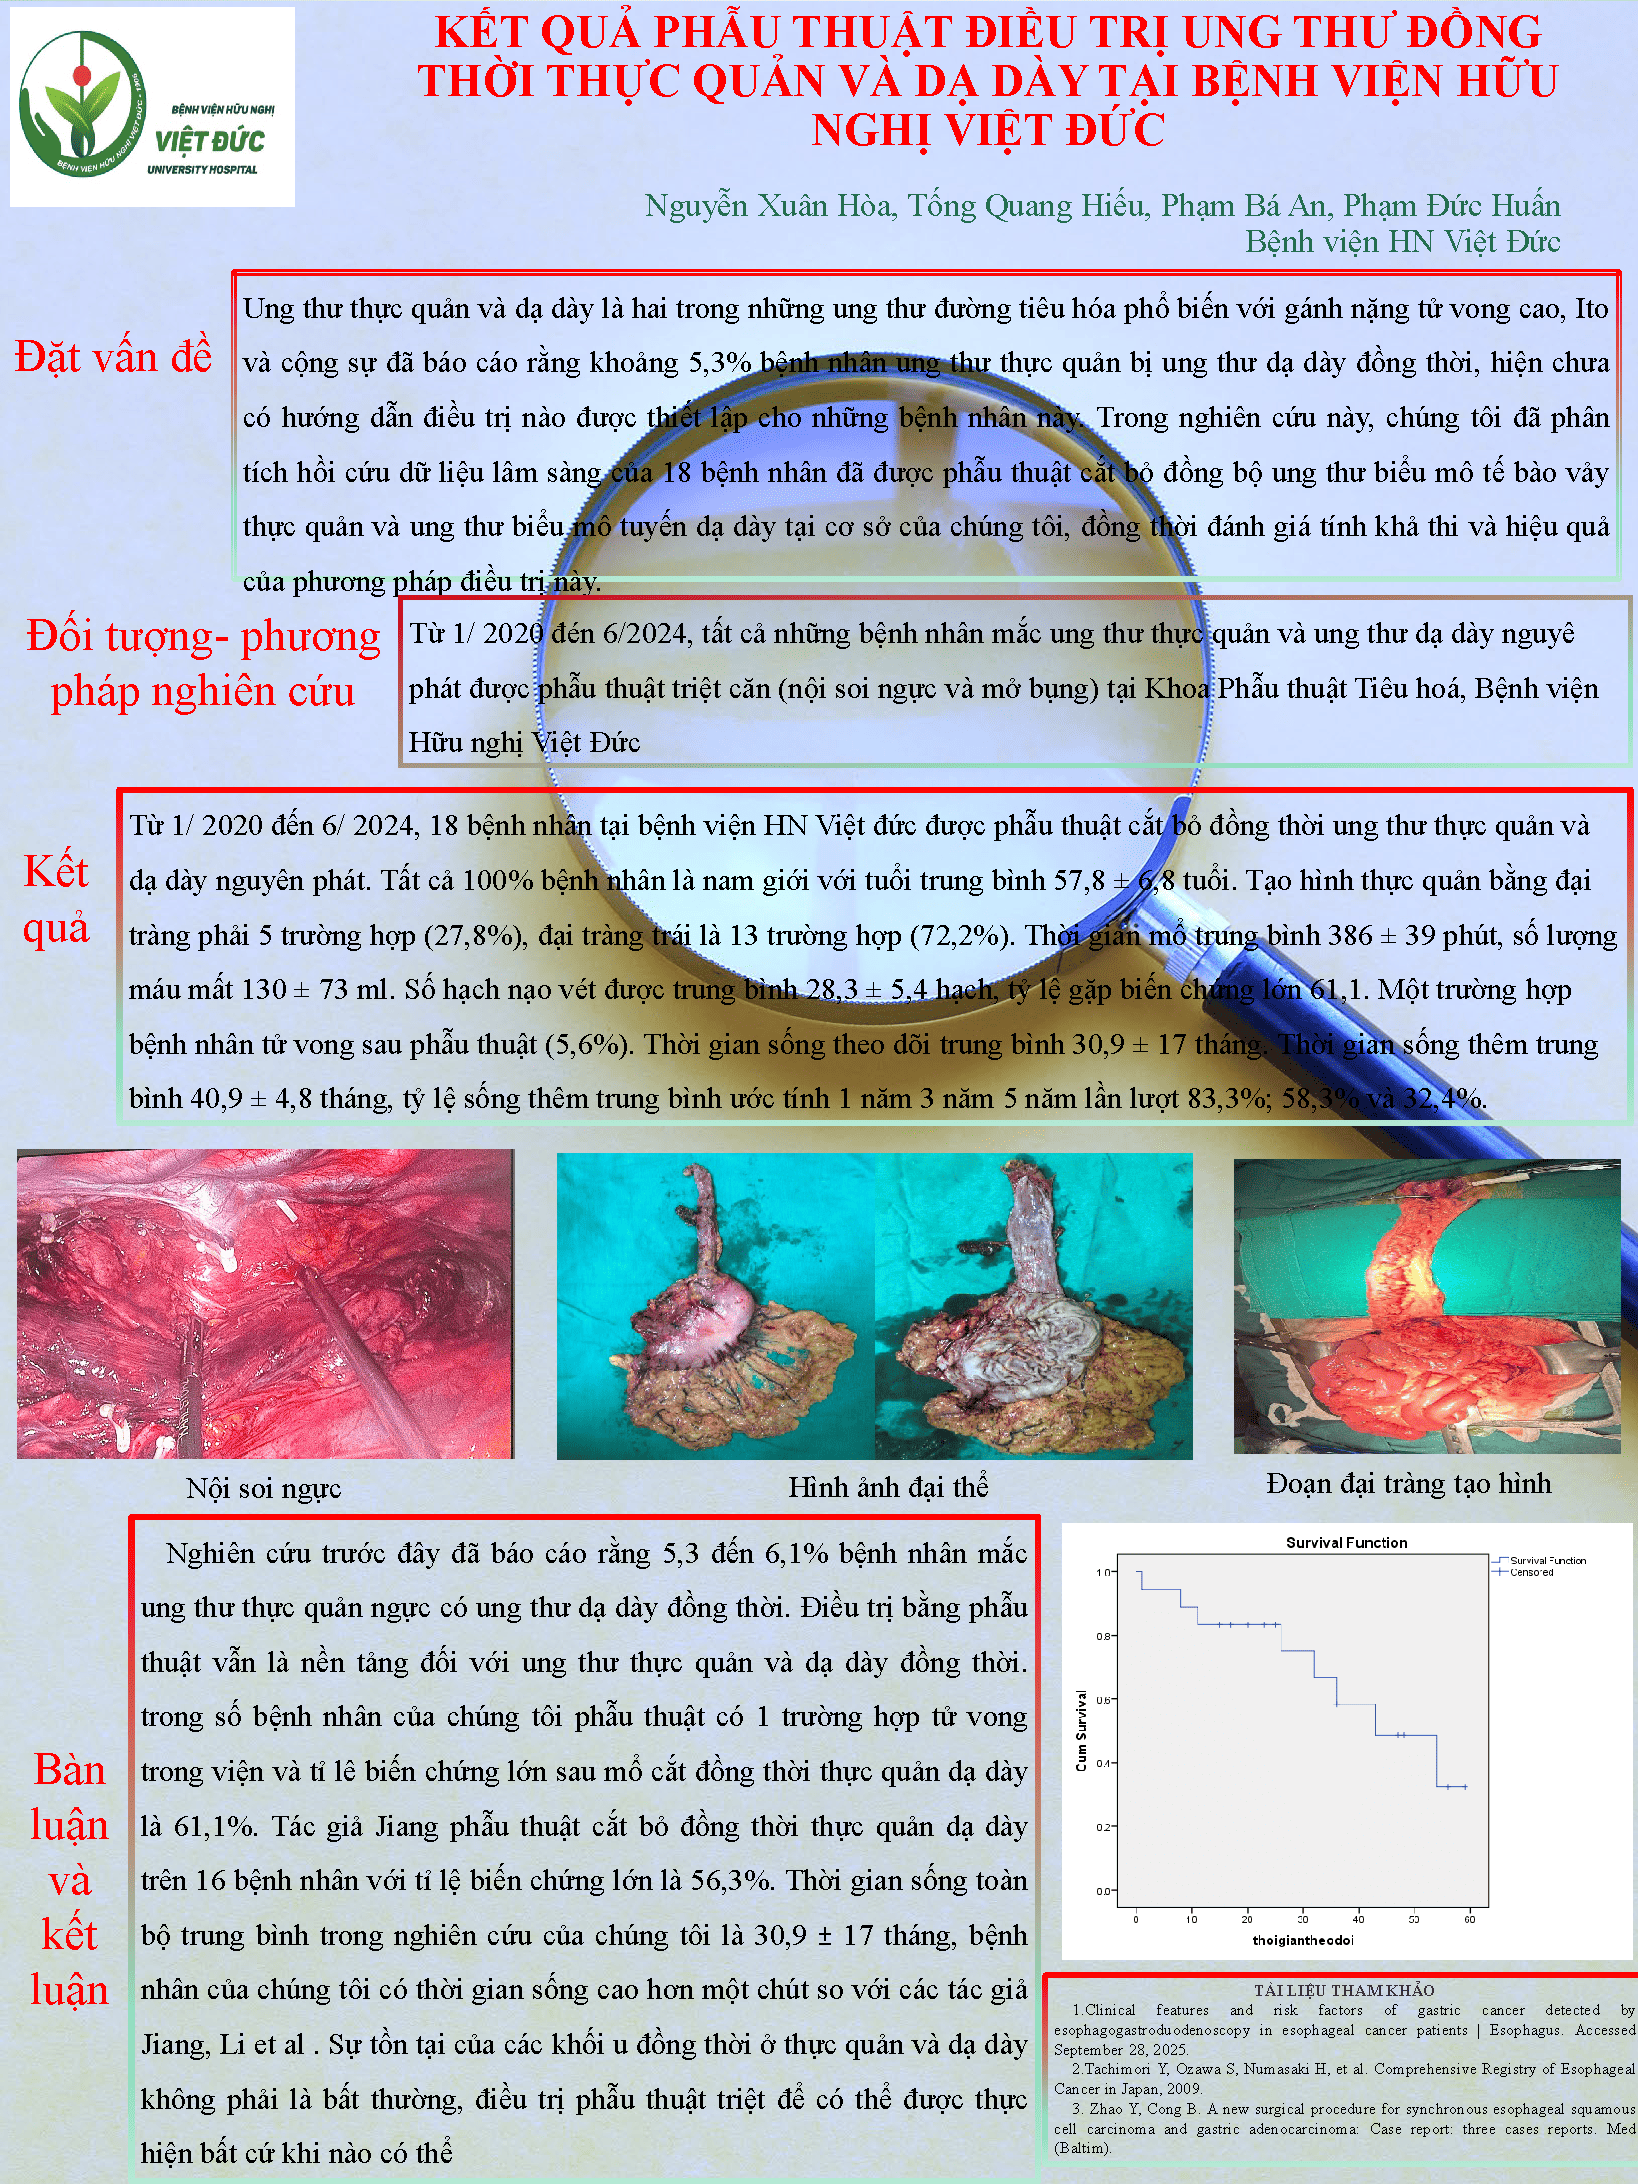 BỆNH VIỆN HỮU NGHỊ
VIỆT ĐỨC
UNIVERSITY HOSPITAL
BỆNH VIỆN HỮU NGHỊ VIỆT ĐỨC - 1906
KẾT QUẢ PHẪU THUẬT ĐIỀU TRỊ UNG THƯ ĐỒNG
THỜI THỰC QUẢN VÀ DẠ DÀY TẠI BỆNH VIỆN HỮU
NGHỊ VIỆT ĐỨC
Nguyễn Xuân Hòa, Tống Quang Hiếu, Phạm Bá An, Phạm Đức Huấn
Bệnh viện HN Việt Đức
Đặt vấn đề
Ung thư thực quản và dạ dày là hai trong những ung thư đường tiêu hóa phổ biến với gánh nặng tử vong cao, Ito
và cộng sự đã báo cáo rằng khoảng 5,3% bệnh nhân ung thư thực quản bị ung thư dạ dày đồng thời, hiện chưa
có hướng dẫn điều trị nào được thiết lập cho những bệnh nhân này. Trong nghiên cứu này, chúng tôi đã phân
tích hồi cứu dữ liệu lâm sàng của 18 bệnh nhân đã được phẫu thuật cắt bỏ đồng bộ ung thư biểu mô tế bào vảy
thực quản và ung thư biểu mô tuyến dạ dày tại cơ sở của chúng tôi, đồng thời đánh giá tính khả thi và hiệu quả
của phương pháp điều trị này.
Đối tượng- phương
pháp nghiên cứu
Từ 1/ 2020 đén 6/2024, tất cả những bệnh nhân mắc ung thư thực quản và ung thư dạ dày nguyê
phát được phẫu thuật triệt căn (nội soi ngực và mở bụng) tại Khoa Phẫu thuật Tiêu hoá, Bệnh viện
Hữu nghị Việt Đức
Kết
quả
Từ 1/ 2020 đến 6/ 2024, 18 bệnh nhân tại bệnh viện HN Việt đức được phẫu thuật cắt bỏ đồng thời ung thư thực quản và
dạ dày nguyên phát. Tất cả 100% bệnh nhân là nam giới với tuổi trung bình 57,8 ± 6,8 tuổi. Tạo hình thực quản bằng đại
tràng phải 5 trường hợp (27,8%), đại tràng trái là 13 trường hợp (72,2%). Thời gian mổ trung bình 386 ± 39 phút, số lượng
máu mất 130 ± 73 ml. Số hạch nạo vét được trung bình 28,3 ± 5,4 hạch, tỷ lệ gặp biến chứng lớn 61,1. Một trường hợp
bệnh nhân tử vong sau phẫu thuật (5,6%). Thời gian sống theo dõi trung bình 30,9 ± 17 tháng. Thời gian sống thêm trung
bình 40,9 ± 4,8 tháng, tỷ lệ sống thêm trung bình ước tính 1 năm 3 năm 5 năm lần lượt 83,3%; 58,3% và 32,4%.
Nội soi ngực
Hình ảnh đại thể
Đoạn đại tràng tạo hình
Bàn
luận
và
kết
luận
Nghiên cứu trước đây đã báo cáo rằng 5,3 đến 6,1% bệnh nhân mắc
ung thư thực quản ngực có ung thư dạ dày đồng thời. Điều trị bằng phẫu
thuật vẫn là nền tảng đối với ung thư thực quản và dạ dày đồng thời.
trong số bệnh nhân của chúng tôi phẫu thuật có 1 trường hợp tử vong
trong viện và tỉ lê biến chứng lớn sau mổ cắt đồng thời thực quản dạ dày
là 61,1%. Tác giả Jiang phẫu thuật cắt bỏ đồng thời thực quản dạ dày
trên 16 bệnh nhân với tỉ lệ biến chứng lớn là 56,3%. Thời gian sống toàn
bộ trung bình trong nghiên cứu của chúng tôi là 30,9 ± 17 tháng, bệnh
nhân của chúng tôi có thời gian sống cao hơn một chút so với các tác giả
Jiang, Li et al . Sự tồn tại của các khối u đồng thời ở thực quản và dạ dày
không phải là bất thường, điều trị phẫu thuật triệt để có thể được thực
hiện bất cứ khi nào có thể
Survival Function
Survival Function
Censored
Cum Survival
1.0
0.8
0.6
0.4
0.2
0.0
0 10 20 30 40 50 60
thoigiantheodoi
TÀI LIỆU THAM KHẢO
1.Clinical features and risk factors of gastric cancer detected by
esophagogastroduodenoscopy in esophageal cancer patients | Esophagus. Accessed
September 28, 2025.
2.Tachimori Y, Ozawa S, Numasaki H, et al. Comprehensive Registry of Esophageal
Cancer in Japan, 2009.
3. Zhao Y, Cong B. A new surgical procedure for synchronous esophageal squamous
cell carcinoma and gastric adenocarcinoma: Case report: three cases reports. Med
(Baltim).